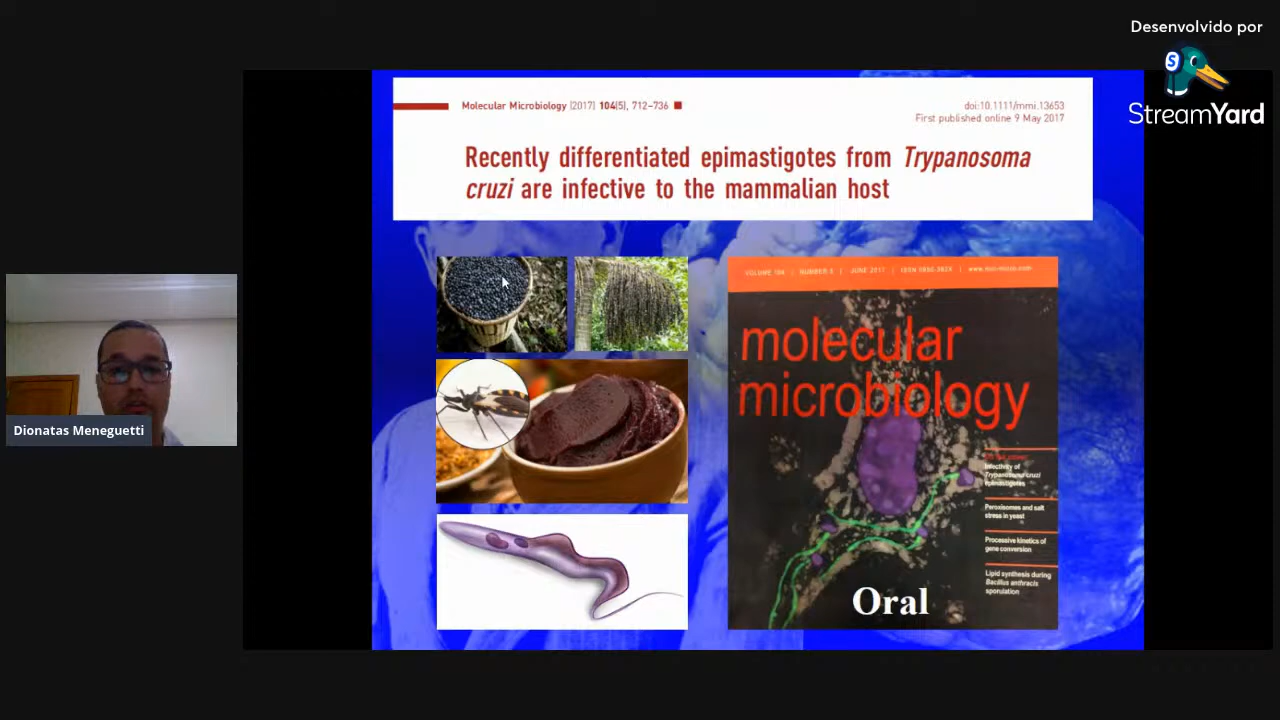 Desenvolvido por
StreamYard
Molecular Microbiology (2017) 104(5), 712–736
doi:10.1111/mmi.13653
First published online 9 May 2017
Recently differentiated epimastigotes from Trypanosoma
cruzi are infective to the mammalian host
VOLUME 104 | NUMBER 5 | JUNE 2017 | ISSN 0950-382X
molecular
microbiology
Infectivity of
Trypanosoma cruzi
epimastigotes
Peroxisomes and salt
stress in yeast
Processive kinetics of
gene conversion
Lipid synthesis during
Bacillus anthracis
sporulation
Oral
Dionatas Meneguetti